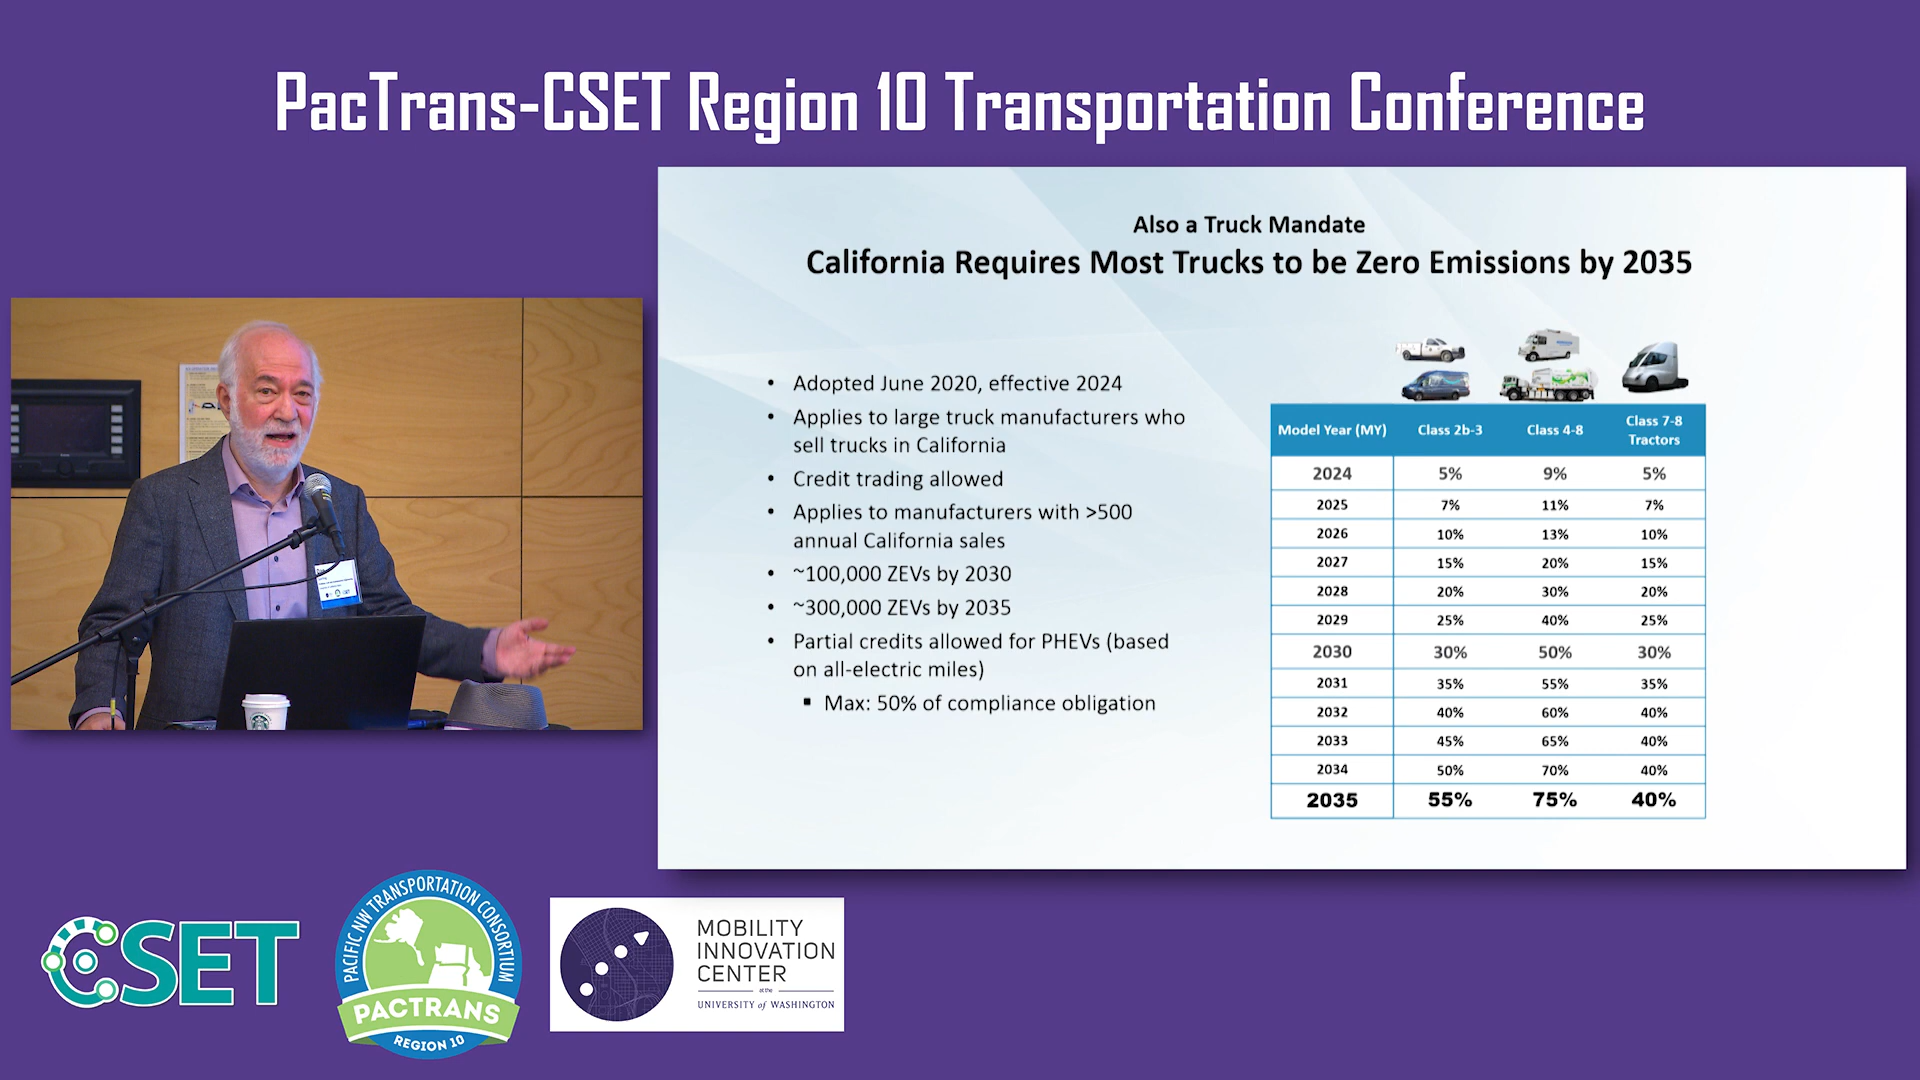 PacTrans-CSET Region 10 Transportation Conference
Also a Truck Mandate
California Requires Most Trucks to be Zero Emissions by 2035
• Adopted June 2020, effective 2024
• Applies to large truck manufacturers who
sell trucks in California
• Credit trading allowed
• Applies to manufacturers with >500
annual California sales
• ~100,000 ZEVs by 2030
• ~300,000 ZEVs by 2035
• Partial credits allowed for PHEVs (based
on all-electric miles)
▪ Max: 50% of compliance obligation
Model Year (MY) Class 2b-3 Class 4-8 Class 7-8
Tractors
2024 5% 9% 5%
2025 7% 11% 7%
2026 10% 13% 10%
2027 15% 20% 15%
2028 20% 30% 20%
2029 25% 40% 25%
2030 30% 50% 30%
2031 35% 55% 35%
2032 40% 60% 40%
2033 45% 65% 40%
2034 50% 70% 40%
2035 55% 75% 40%
CSET
PACIFIC NW TRANSPORTATION CONSORTIUM
PACTRANS
REGION 10
MOBILITY
INNOVATION
CENTER
at the
UNIVERSITY of WASHINGTON